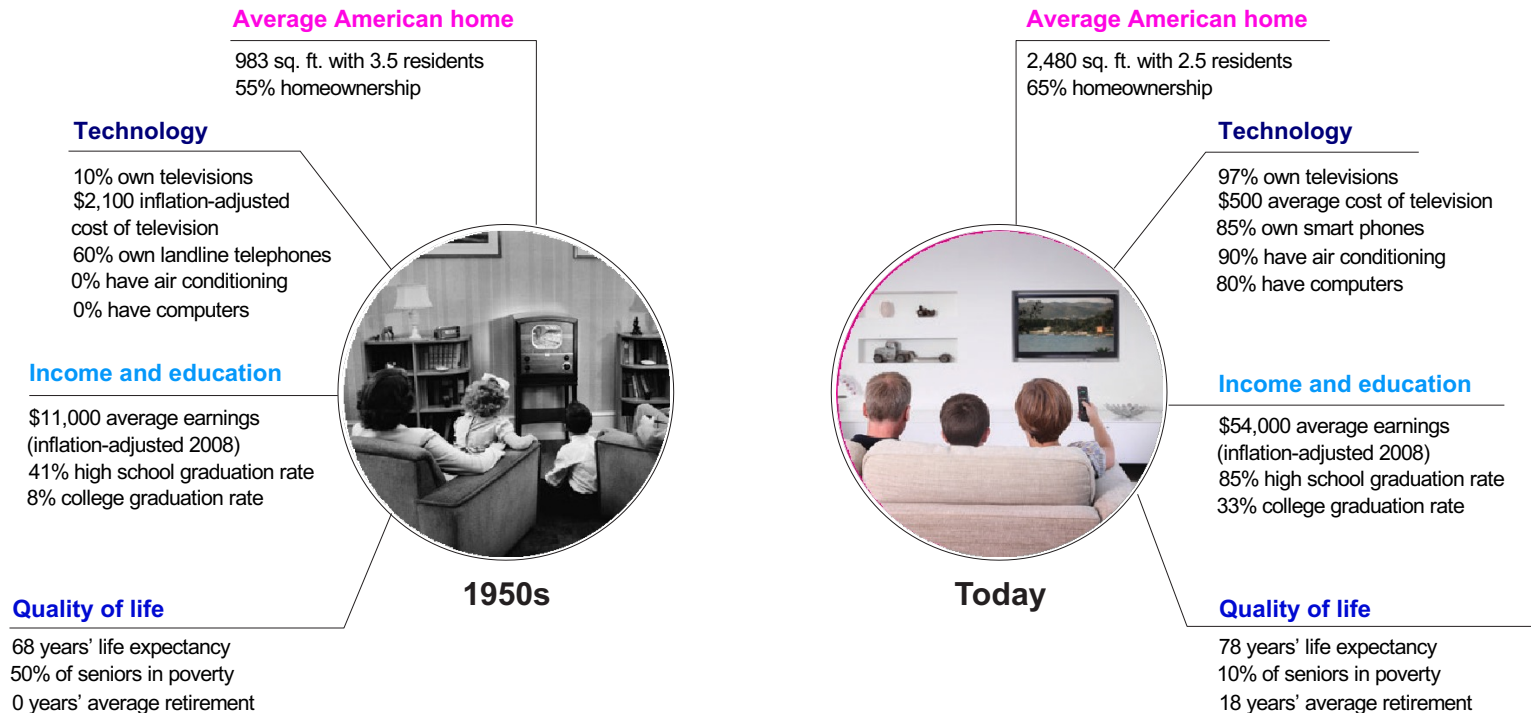 Average American home
983 sq. ft. with 3.5 residents
55% homeownership
Technology
10% own televisions
$2,100 inflation-adjusted
cost of television
60% own landline telephones
0% have air conditioning
0% have computers
Income and education
$11,000 average earnings
(inflation-adjusted 2008)
41% high school graduation rate
8% college graduation rate
Quality of life
68 years’ life expectancy
50% of seniors in poverty
0 years’ average retirement
1950s
Average American home
2,480 sq. ft. with 2.5 residents
65% homeownership
Technology
97% own televisions
$500 average cost of television
85% own smart phones
90% have air conditioning
80% have computers
Income and education
$54,000 average earnings
(inflation-adjusted 2008)
85% high school graduation rate
33% college graduation rate
Quality of life
78 years’ life expectancy
10% of seniors in poverty
18 years’ average retirement
Today